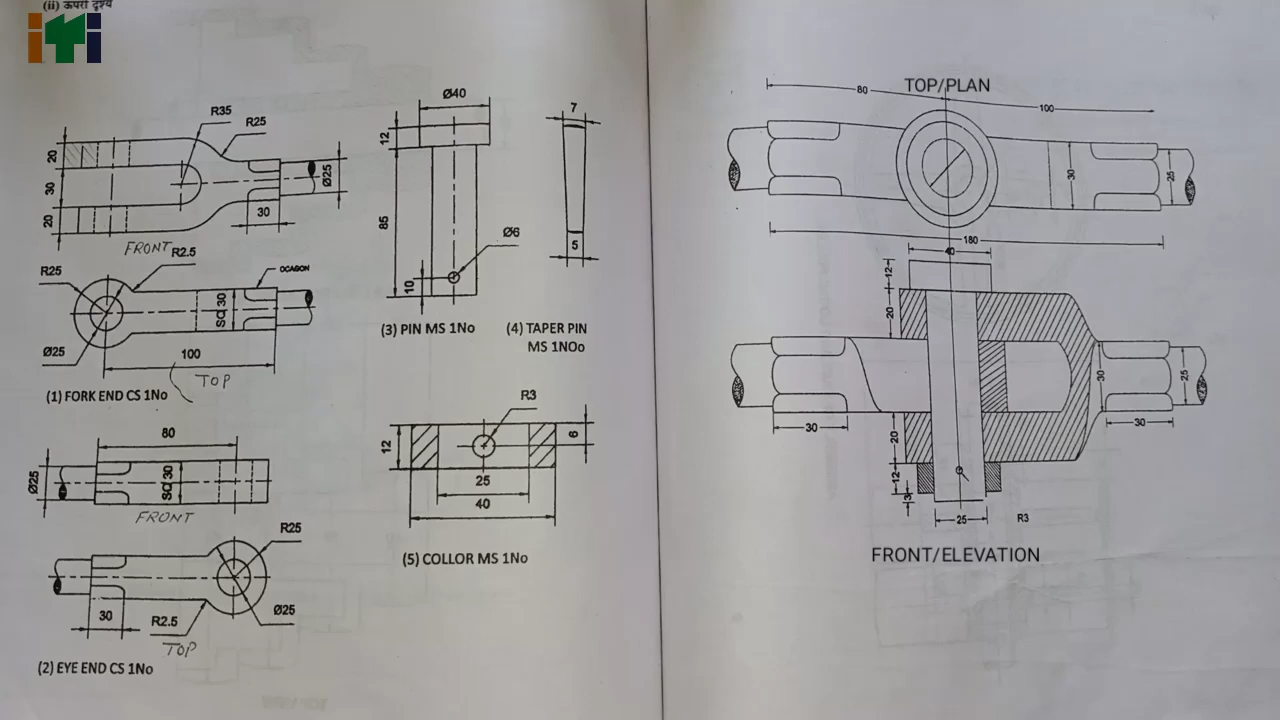 (ii) ऊपरी दृश्य
iTi
R35
R25
20
30
20
Ø25
30
FRONT
R2.5
R25
OCAGON
SQ 30
Ø25
100
TOP
(1) FORK END CS 1No
80
Ø25
SQ 30
FRONT
R25
30
R2.5
Ø25
TOP
(2) EYE END CS 1No
Ø40
12
85
Ø6
10
(3) PIN MS 1No
7
5
(4) TAPER PIN
MS 1NOo
R3
12
6
25
40
(5) COLLOR MS 1No
TOP/PLAN
80
100
30
25
180
40
12
20
30
25
30
30
20
12
3
25
R3
FRONT/ELEVATION